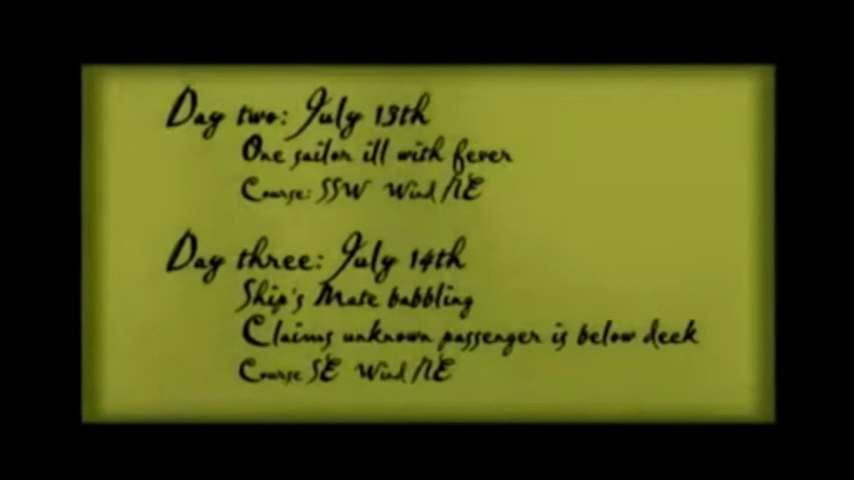 Day two: July 13th
One sailor ill with fever
Course: SSW Wind/NE
Day three: July 14th
Ship's Mate babbling
Claims unknown passenger is below deck
Course SE Wind/NE